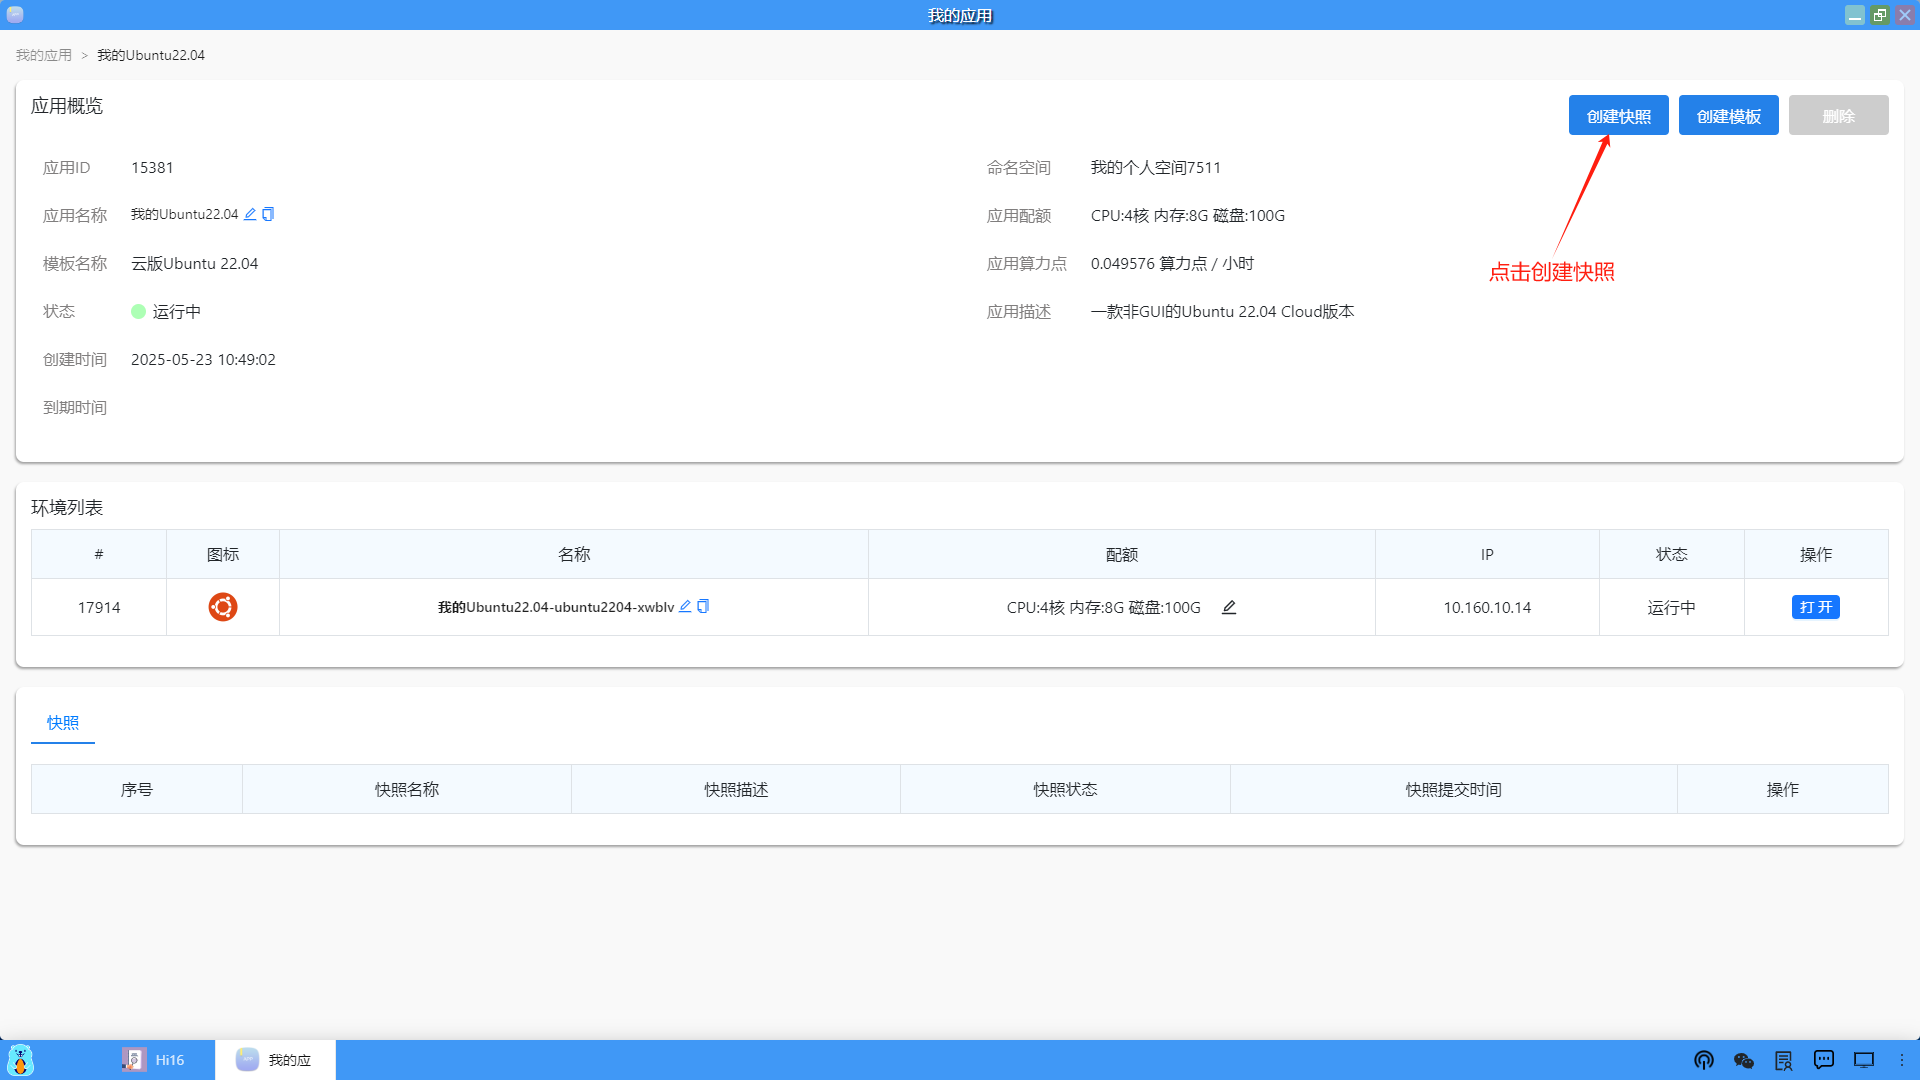 我的应用
我的应用 > 我的Ubuntu22.04
应用概览
创建快照 创建模板 删除
应用ID 15381
命名空间 我的个人空间7511
应用名称 我的Ubuntu22.04
应用配额 CPU:4核 内存:8G 磁盘:100G
模板名称 云版Ubuntu 22.04
应用算力点 0.049576 算力点 / 小时
点击创建快照
状态 运行中
应用描述 一款非GUI的Ubuntu 22.04 Cloud版本
创建时间 2025-05-23 10:49:02
到期时间
环境列表
# 图标 名称 配额 IP 状态 操作
17914 我的Ubuntu22.04-ubuntu2204-xwblv CPU:4核 内存:8G 磁盘:100G 10.160.10.14 运行中 打 开
快照
序号 快照名称 快照描述 快照状态 快照提交时间 操作
Hi16 我的应